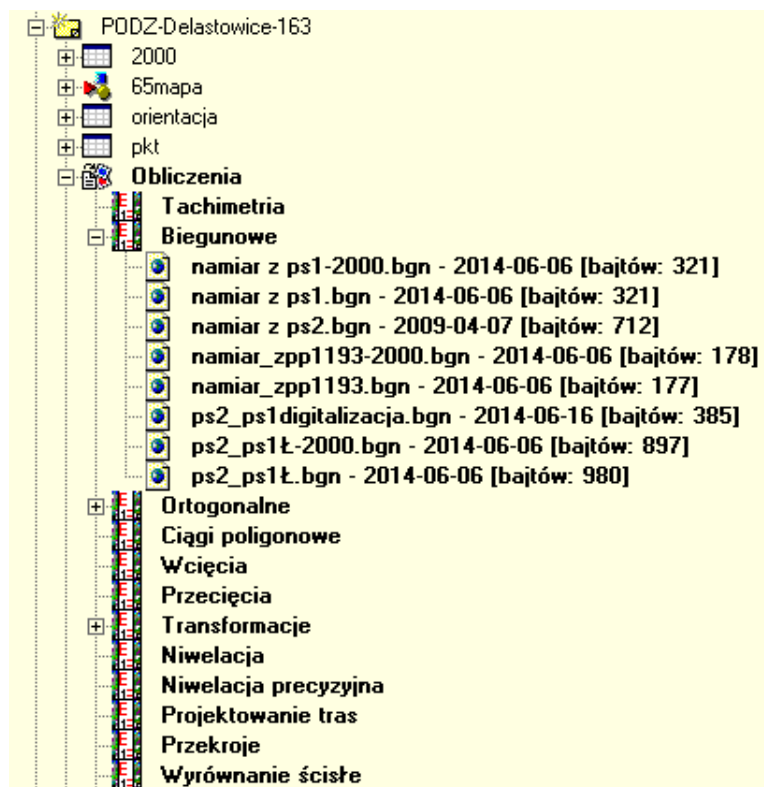 PODZ-Delastowice-163
2000
65mapa
orientacja
pkt
Obliczenia
Tachimetria
Biegunowe
namiar z ps1-2000.bgn - 2014-06-06 [bajtów: 321]
namiar z ps1.bgn - 2014-06-06 [bajtów: 321]
namiar z ps2.bgn - 2009-04-07 [bajtów: 712]
namiar_zpp1193-2000.bgn - 2014-06-06 [bajtów: 178]
namiar_zpp1193.bgn - 2014-06-06 [bajtów: 177]
ps2_ps1digitalizacja.bgn - 2014-06-16 [bajtów: 385]
ps2_ps1Ł-2000.bgn - 2014-06-06 [bajtów: 897]
ps2_ps1Ł.bgn - 2014-06-06 [bajtów: 980]
Ortogonalne
Ciągi poligonowe
Wcięcia
Przecięcia
Transformacje
Niwelacja
Niwelacja precyzyjna
Projektowanie tras
Przekroje
Wyrównanie ścisłe